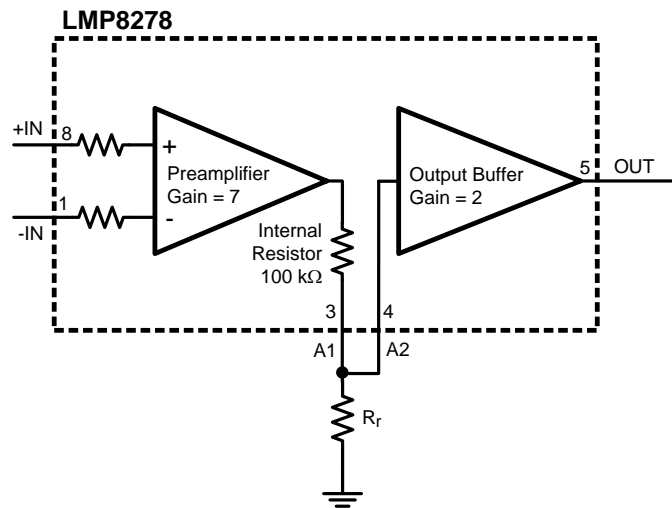 LMP8278
+IN
8
+
Preamplifier
Gain = 7
-
1
-IN
Output Buffer
Gain = 2
5
OUT
Internal
Resistor
100 kΩ
3
4
A1
A2
Rr